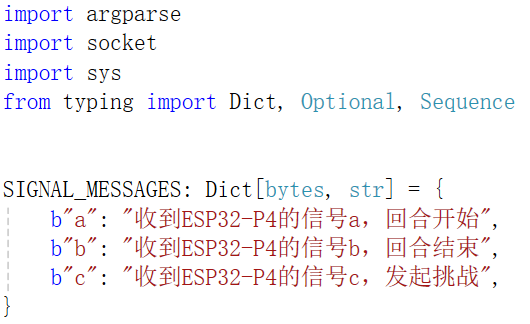 import argparse
import socket
import sys
from typing import Dict, Optional, Sequence
SIGNAL_MESSAGES: Dict[bytes, str] = {
    b"a": "收到ESP32-P4的信号a，回合开始",
    b"b": "收到ESP32-P4的信号b，回合结束",
    b"c": "收到ESP32-P4的信号c，发起挑战",
}